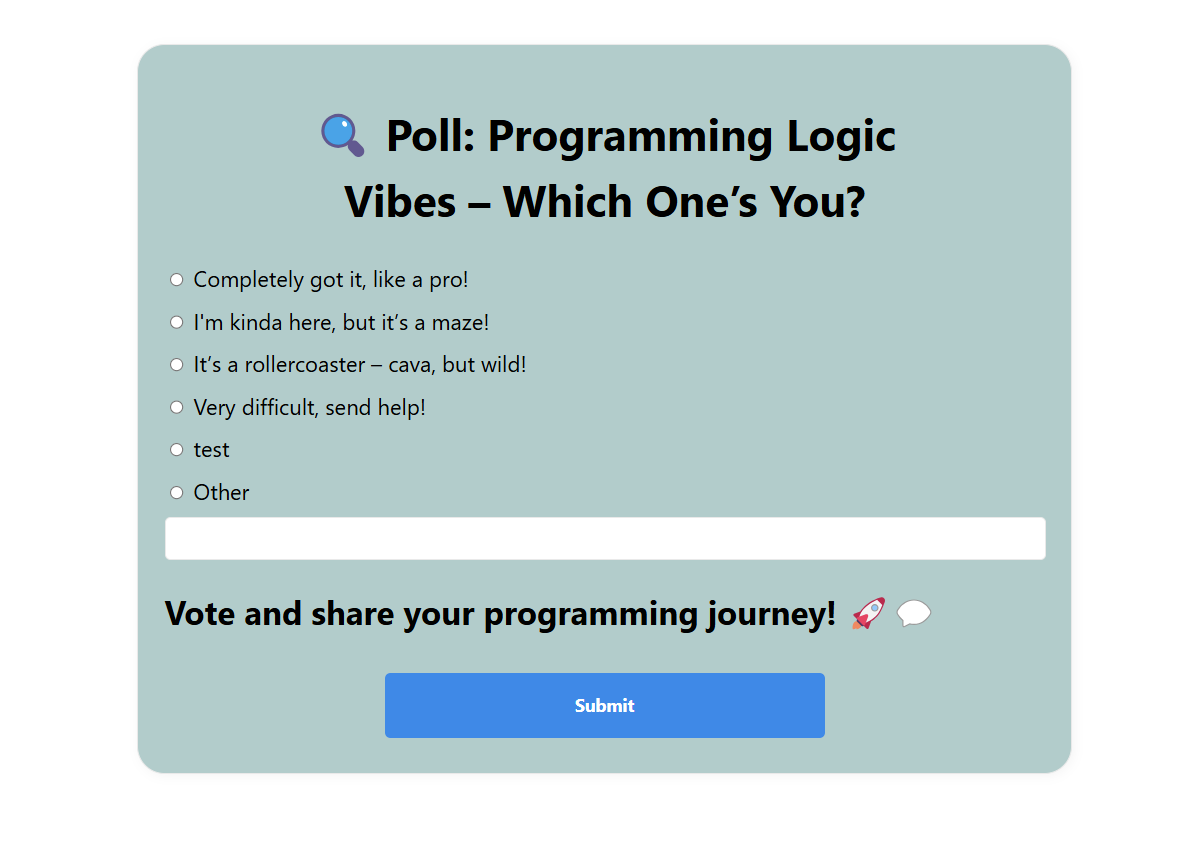 🔍 Poll: Programming Logic
Vibes – Which One’s You?
Completely got it, like a pro!
I'm kinda here, but it’s a maze!
It’s a rollercoaster – cava, but wild!
Very difficult, send help!
test
Other
Vote and share your programming journey! 🚀 💬
Submit